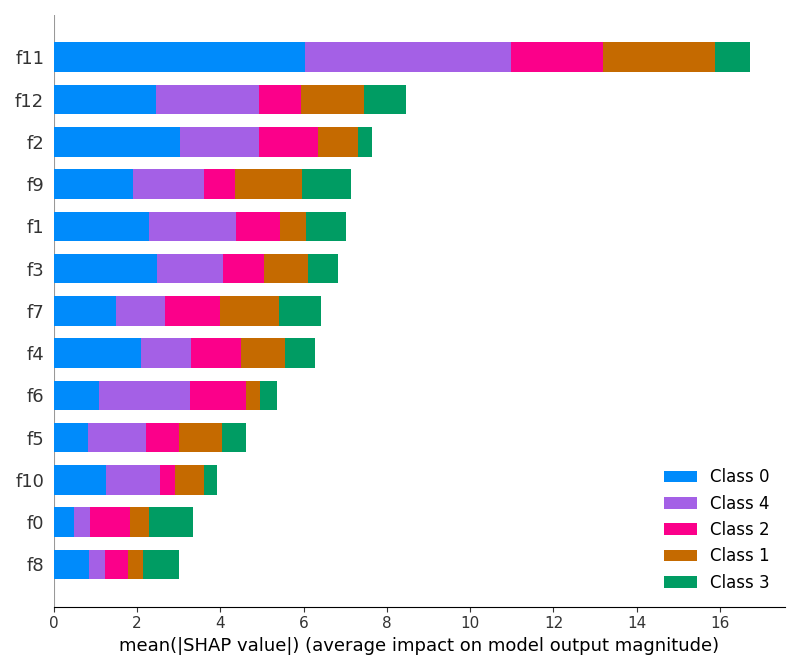 f11
f12
f2
f9
f1
f3
f7
f4
f6
f5
f10
f0
f8
Class 0
Class 4
Class 2
Class 1
Class 3
0 2 4 6 8 10 12 14 16
mean(|SHAP value|) (average impact on model output magnitude)